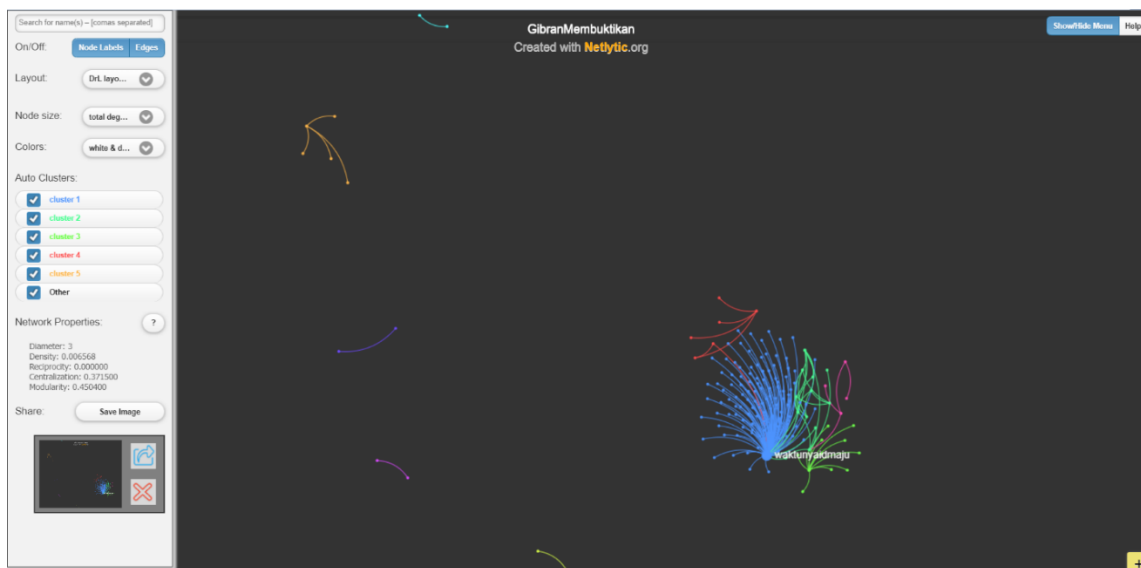 Search for name(s) – [comas separated]
On/Off:
Node Labels
Edges
Layout:
DrL layo...
Node size:
total deg...
Colors:
white & d...
Auto Clusters:
cluster 1
cluster 2
cluster 3
cluster 4
cluster 5
Other
Network Properties:
?
Diameter: 3
Density: 0.006568
Reciprocity: 0.000000
Centralization: 0.371500
Modularity: 0.450400
Share:
Save Image
GibranMembuktikan
Created with Netlytic.org
Show/Hide Menu
Help
waktunyaidmaju
+